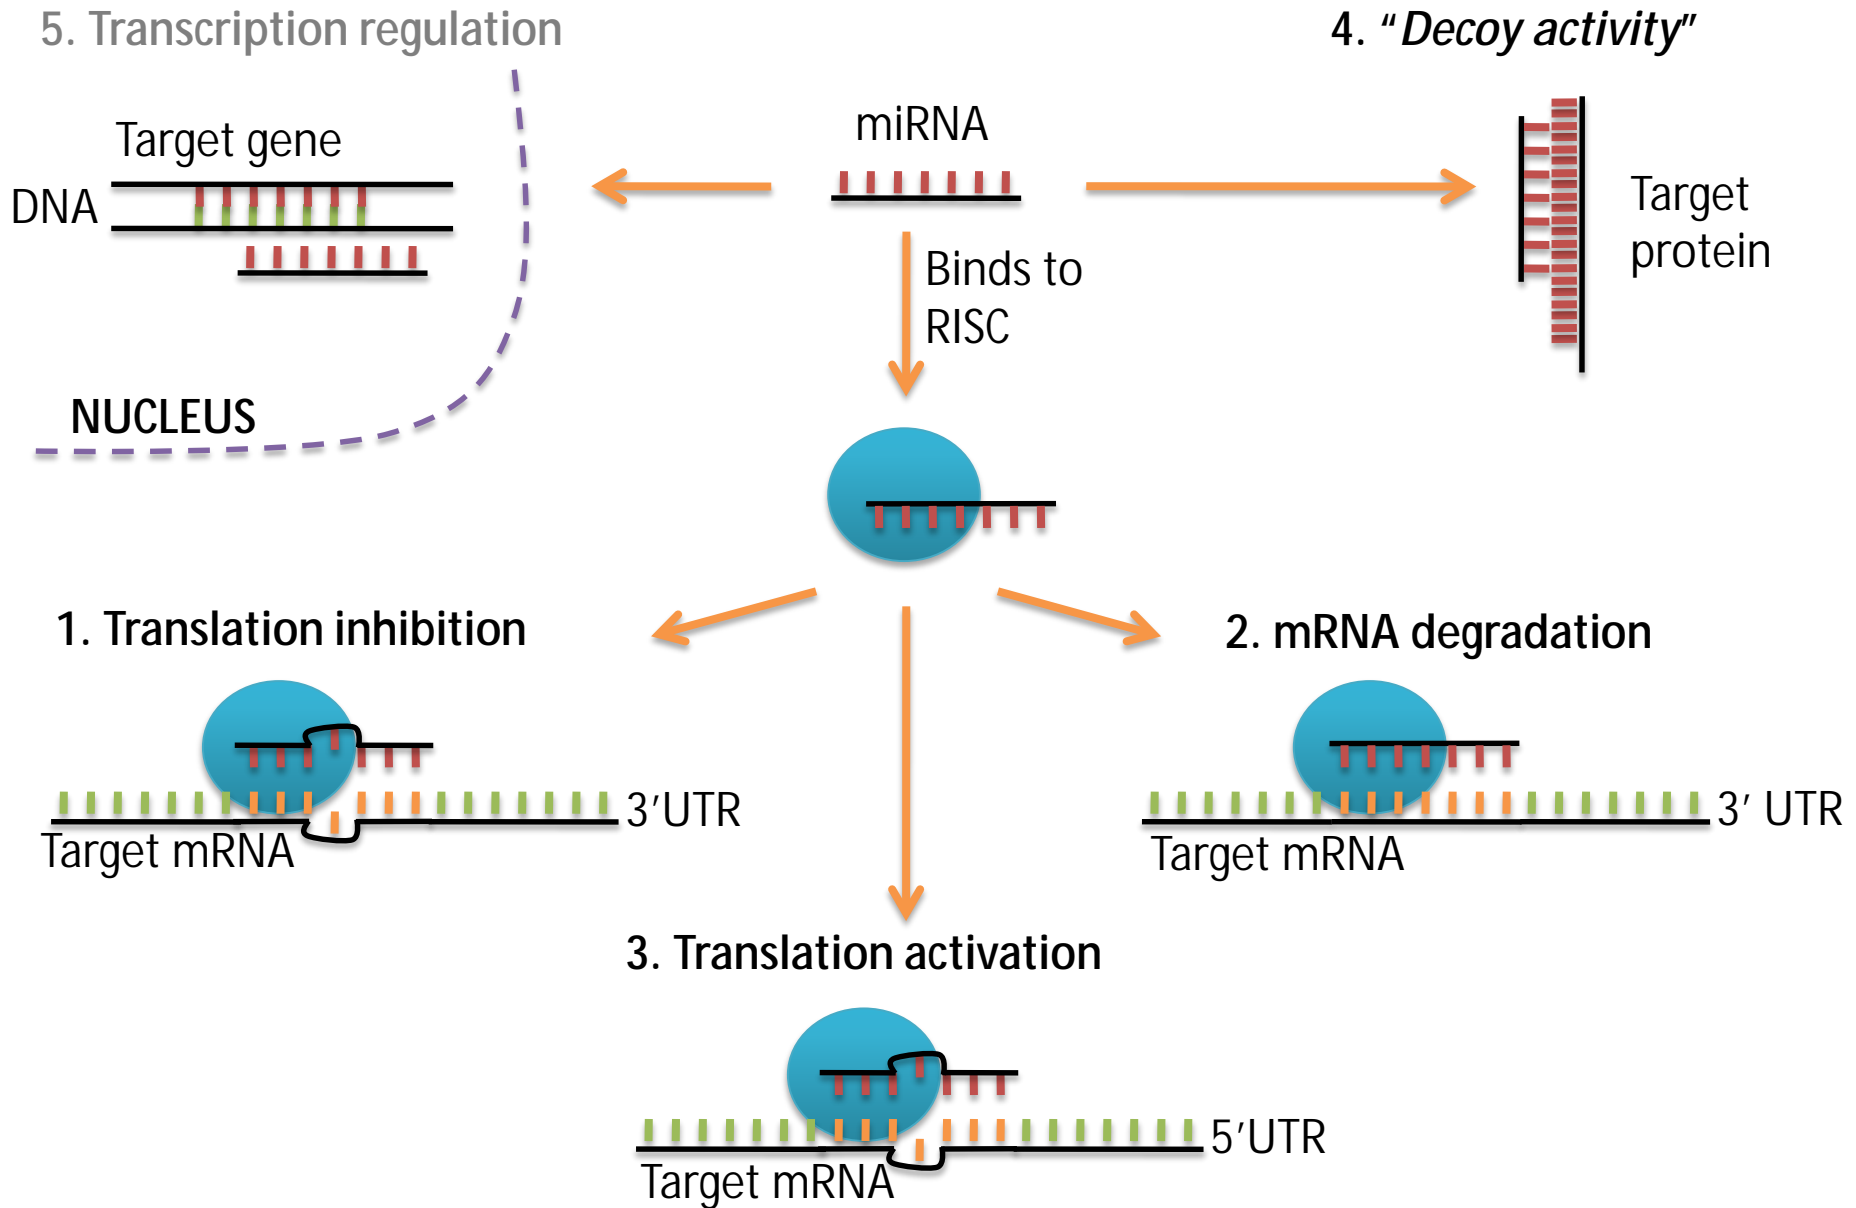 5. Transcription regulation
4. “Decoy activity”
miRNA
Target gene
DNA
Target
protein
Binds to
RISC
NUCLEUS
1. Translation inhibition
2. mRNA degradation
3'UTR
Target mRNA
3' UTR
Target mRNA
3. Translation activation
5'UTR
Target mRNA